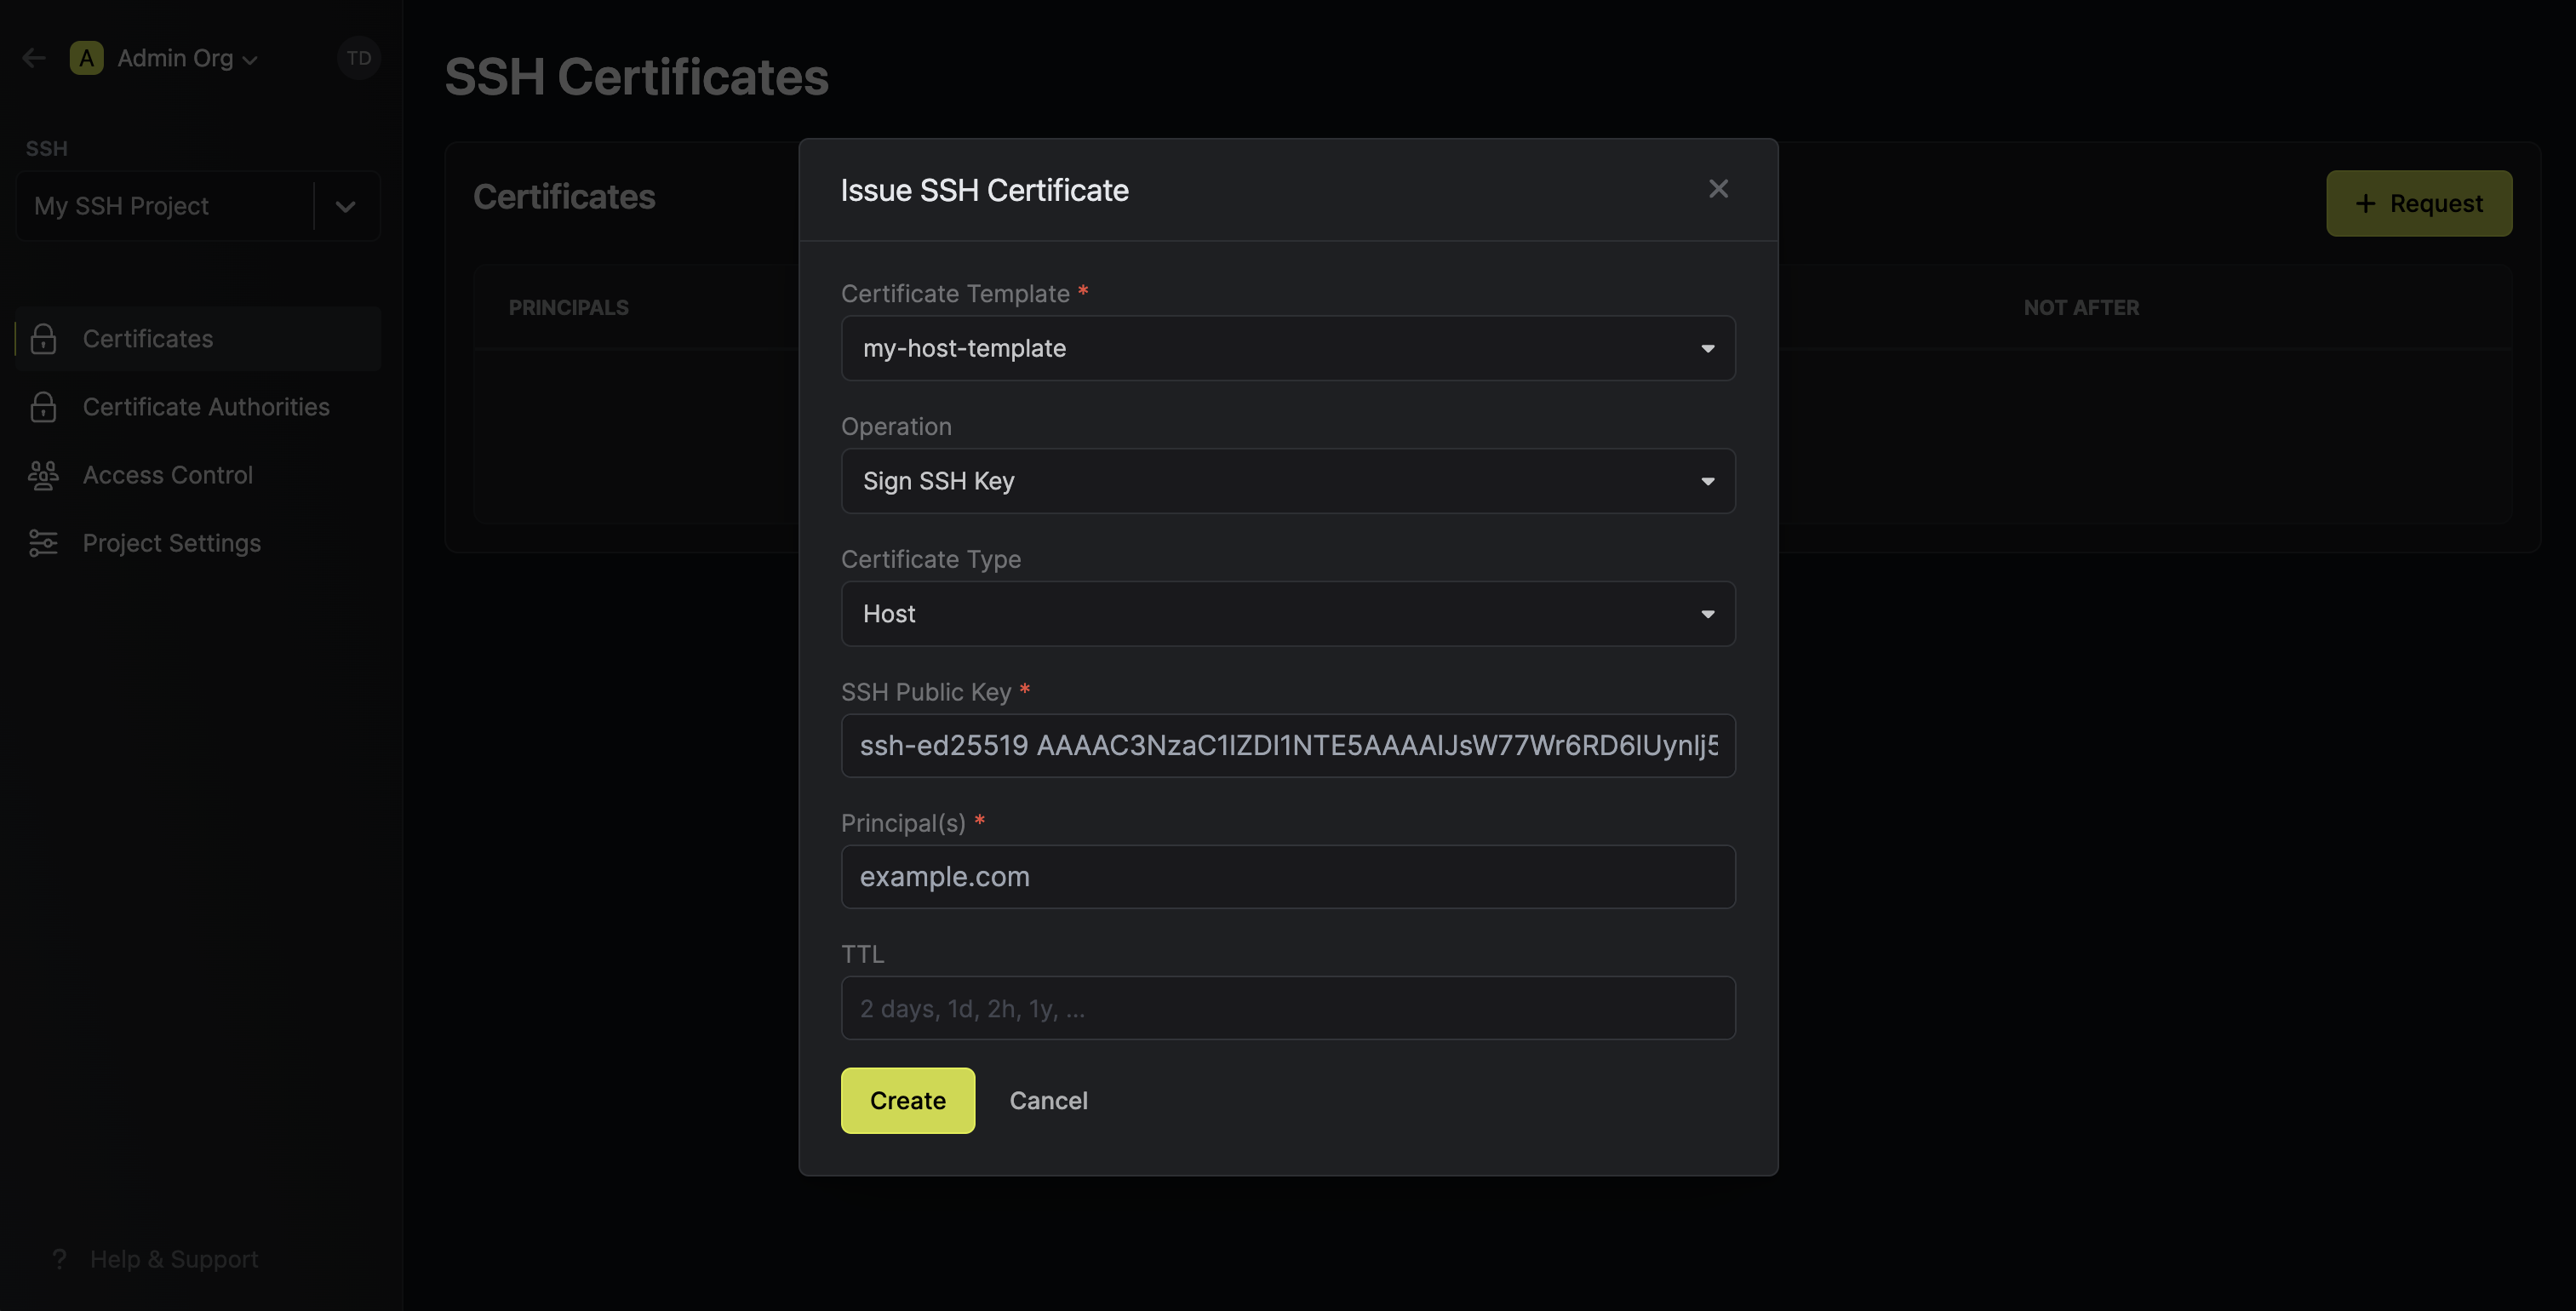 A Admin Org
TD
SSH
My SSH Project
Certificates
Certificate Authorities
Access Control
Project Settings
? Help & Support
SSH Certificates
Certificates
+ Request
PRINCIPALS
NOT AFTER
Issue SSH Certificate
Certificate Template *
my-host-template
Operation
Sign SSH Key
Certificate Type
Host
SSH Public Key *
ssh-ed25519 AAAAC3NzaC1lZDI1NTE5AAAAIJsW77Wr6RD6lUynIj5
Principal(s) *
example.com
TTL
2 days, 1d, 2h, 1y, ...
Create
Cancel